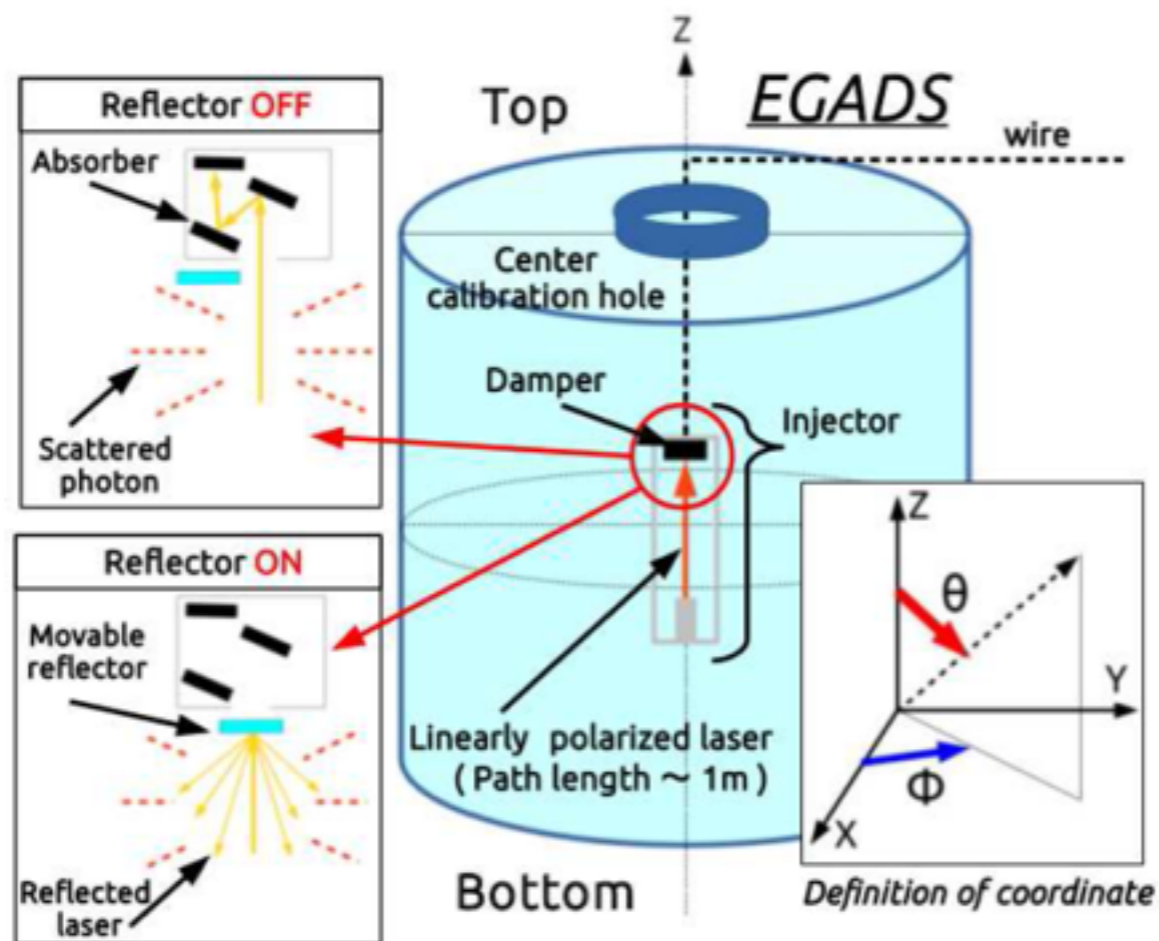 Z
Reflector OFF
Top
EGADS
wire
Absorber
Center
calibration hole
Damper
Injector
Scattered
photon
Reflector ON
Z
θ
Movable
reflector
Y
Linearly polarized laser
( Path length ~ 1m )
Φ
X
Reflected
laser
Bottom
Definition of coordinate